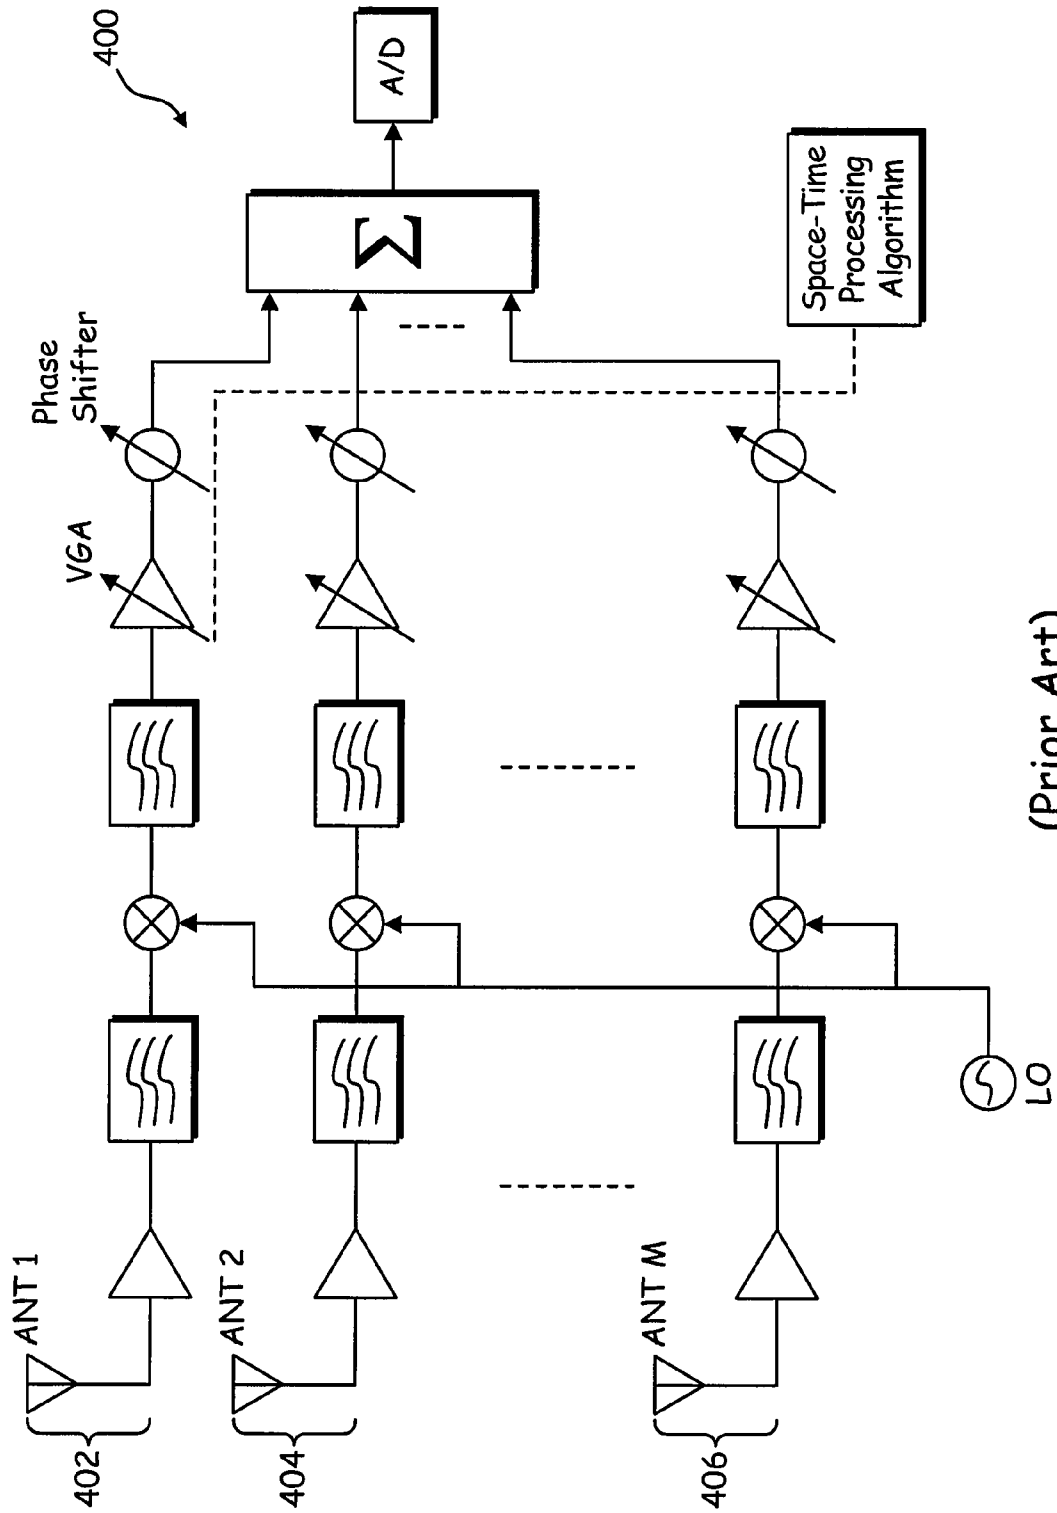 400
A/D
Σ
Phase
Shifter
VGA
Space-Time
Processing
Algorithm
ANT 1
402
ANT 2
404
ANT M
406
LO
(Prior Art)